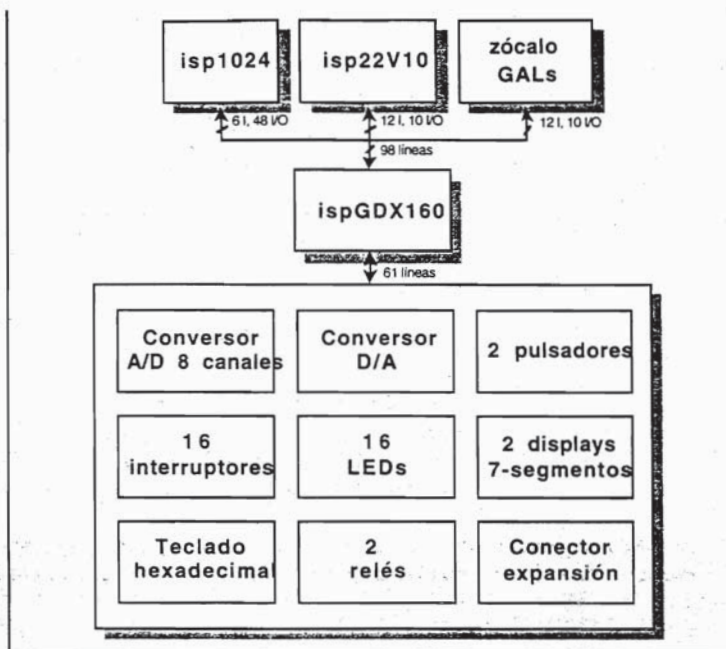 isp1024
isp22V10
zócalo
GALs
6 I, 48 I/O
12 I, 10 I/O
12 I, 10 I/O
98 líneas
ispGDX160
61 líneas
Conversor
A/D 8 canales
Conversor
D/A
2 pulsadores
16
interruptores
16
LEDs
2 displays
7-segmentos
Teclado
hexadecimal
2
relés
Conector
expansión